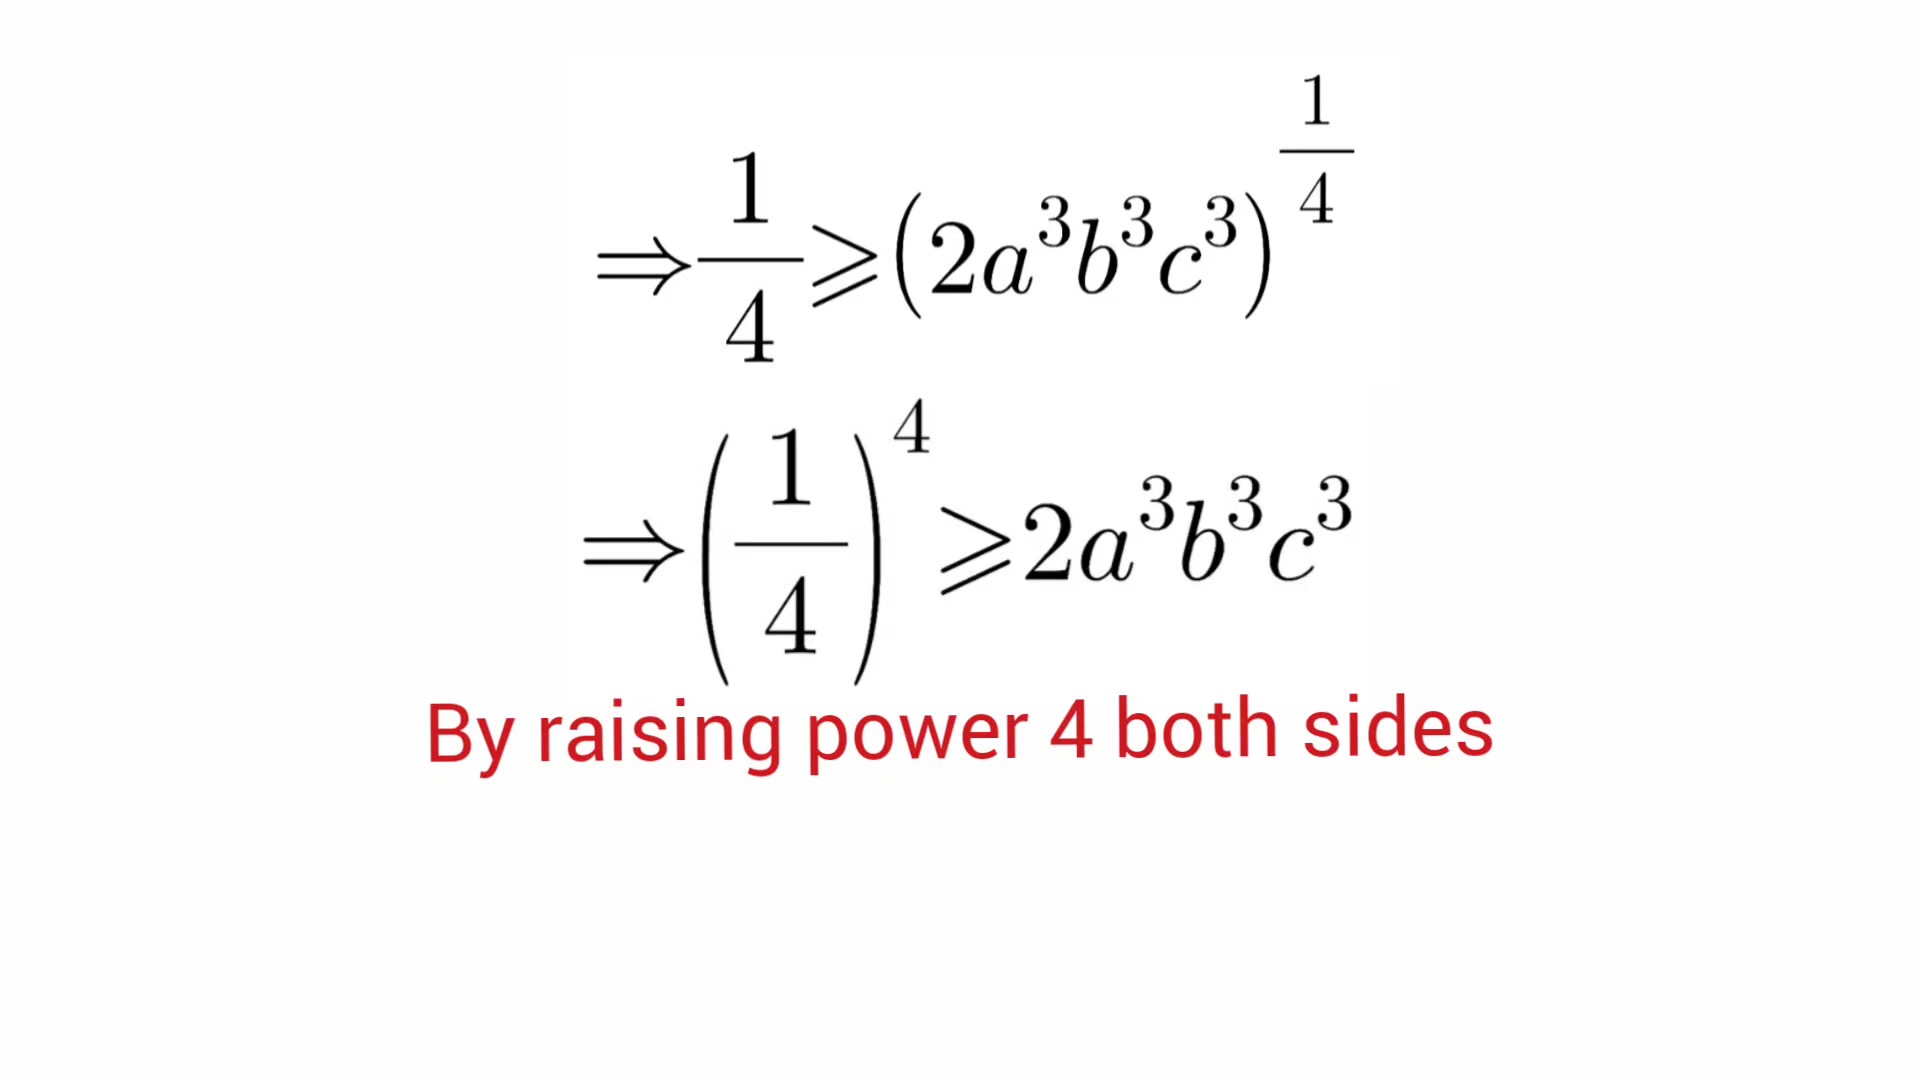 ⇒ 1/4 ⩾ (2a³b³c³)^(1/4)
⇒ (1/4)⁴ ⩾ 2a³b³c³
By raising power 4 both sides